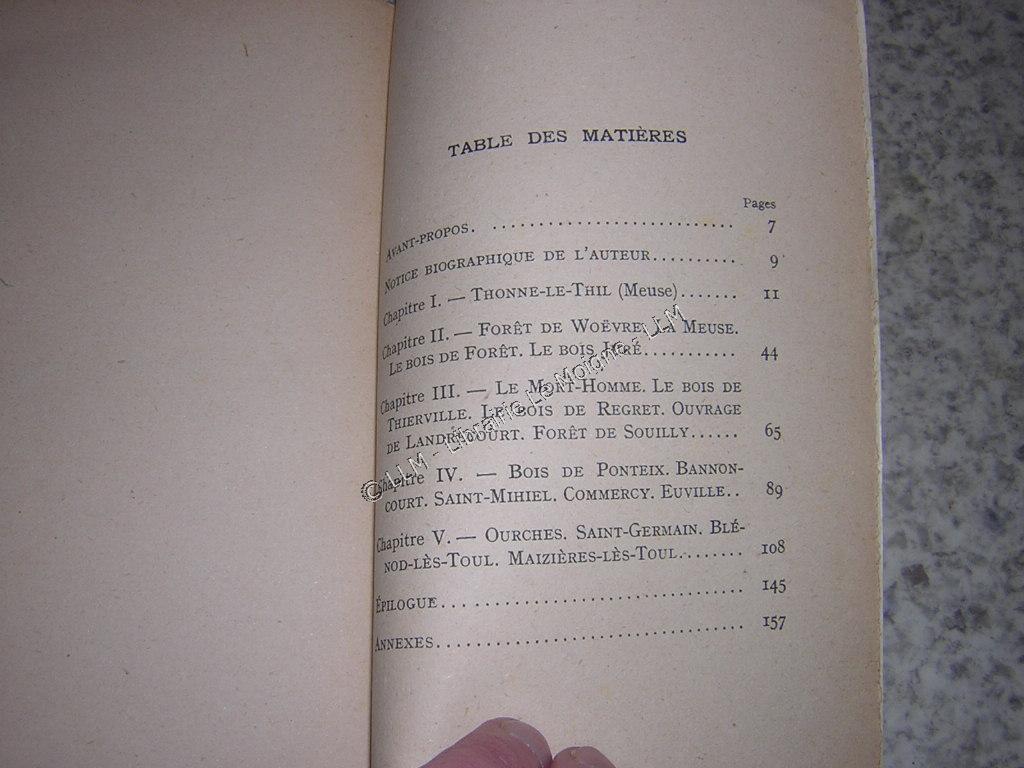 TABLE DES MATIÈRES
Pages
AVANT-PROPOS. .............................. 7
NOTICE BIOGRAPHIQUE DE L'AUTEUR.......... 9
Chapitre I. — THONNE-LE-THIL (Meuse)....... 11
Chapitre II. — FORÊT DE WOËVRE. LA MEUSE.
LE BOIS DE FORÊT. LE BOIS JURÉ........... 44
Chapitre III. — LE MORT-HOMME. LE BOIS DE
THIERVILLE. LE BOIS DE REGRET. OUVRAGE
DE LANDRECOURT. FORÊT DE SOUILLY...... 65
Chapitre IV. — BOIS DE PONTEIX. BANNON-
COURT. SAINT-MIHIEL. COMMERCY. EUVILLE.. 89
Chapitre V. — OURCHES. SAINT-GERMAIN. BLÉ-
NOD-LÈS-TOUL. MAIZIÈRES-LÈS-TOUL........ 108
ÉPILOGUE.................................. 145
ANNEXES.................................. 157
© LLM - Librairie Le Moigne - LLM